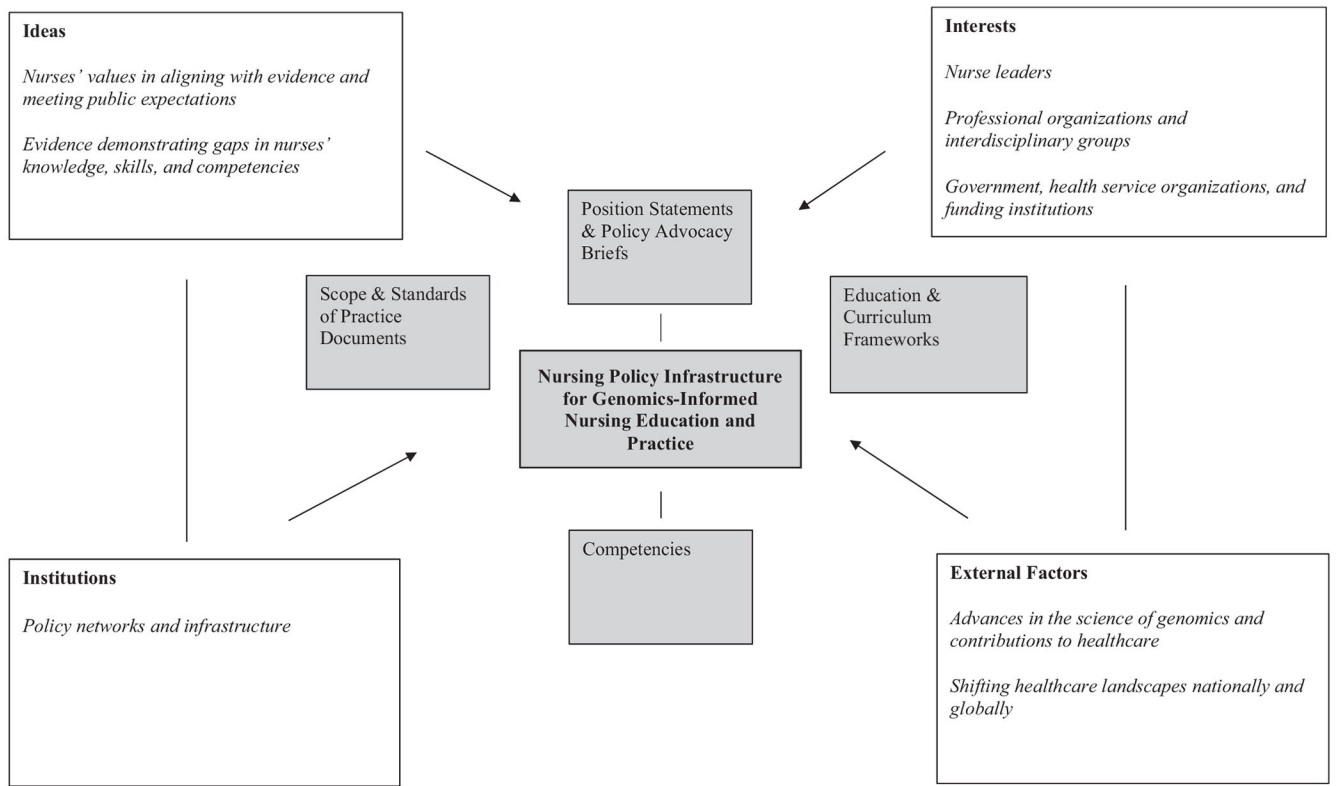 Ideas
Nurses’ values in aligning with evidence and
meeting public expectations
Evidence demonstrating gaps in nurses’
knowledge, skills, and competencies
Interests
Nurse leaders
Professional organizations and
interdisciplinary groups
Government, health service organizations, and
funding institutions
Position Statements
& Policy Advocacy
Briefs
Scope & Standards
of Practice
Documents
Education &
Curriculum
Frameworks
Nursing Policy Infrastructure
for Genomics-Informed
Nursing Education and
Practice
Competencies
Institutions
Policy networks and infrastructure
External Factors
Advances in the science of genomics and
contributions to healthcare
Shifting healthcare landscapes nationally and
globally